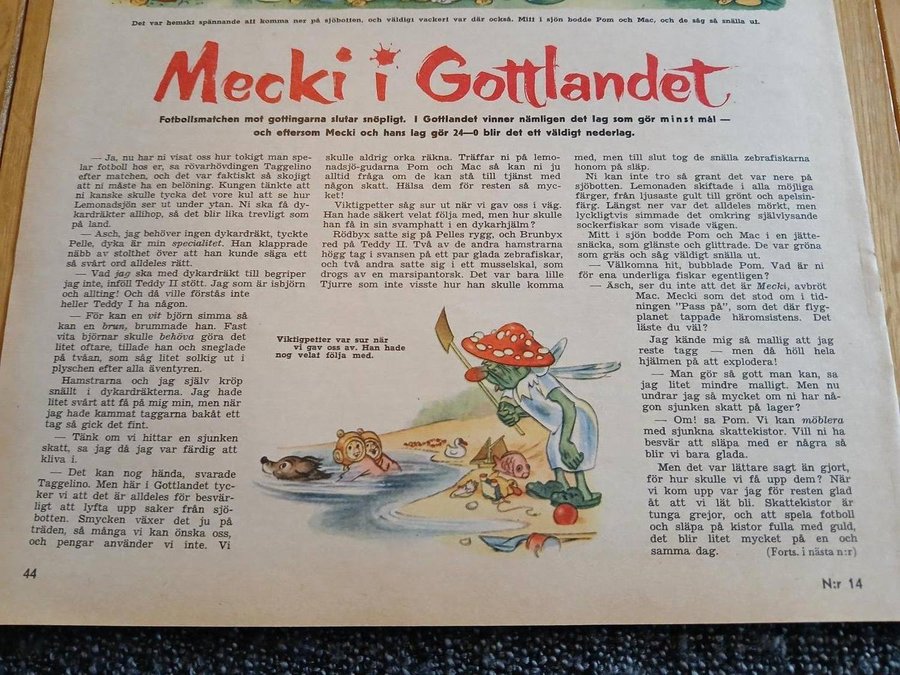 Det var hemskt spännande att komma ner på sjöbotten, och väldigt vackert var där också. Mitt i sjön bodde Pom och Mac, och de såg så snälla ut.
Mecki i Gottlandet
Fotbollsmatchen mot gottingarna slutar snöpligt. I Gottlandet vinner nämligen det lag som gör minst mål —
och eftersom Mecki och hans lag gör 24—0 blir det ett väldigt nederlag.
— Ja, nu har ni visat oss hur tokigt man spe-
lar fotboll hos er, sa rövarhövdingen Taggelino
efter matchen, och det var faktiskt så skojigt
att ni måste ha en belöning. Kungen tänkte att
ni kanske skulle tycka det vore kul att se hur
Lemonadsjön ser ut under ytan. Ni ska få dy-
kardräkter allihop, så det blir lika trevligt som
på land.
— Äsch, jag behöver ingen dykardräkt, tyckte
Pelle, dyka är min specialitet. Han klapprade
näbb av stolthet över att han kunde säga ett
så svårt ord alldeles rätt.
— Vad jag ska med dykardräkt till begriper
jag inte, inföll Teddy II stött. Jag som är isbjörn
och allting! Och då ville förstås inte
heller Teddy I ha någon.
— För kan en vit björn simma så
kan en brun, brummade han. Fast
vita björnar skulle behöva göra det
litet oftare, tillade han och sneglade
på tvåan, som såg litet solkig ut i
plyschen efter alla äventyren.
Hamstrarna och jag själv kröp
snällt i dykardräkterna. Jag hade
litet svårt att få på mig min, men när
jag hade kammat taggarna bakåt ett
tag så gick det fint.
— Tänk om vi hittar en sjunken
skatt, sa jag då jag var färdig att
kliva i.
— Det kan nog hända, svarade
Taggelino. Men här i Gottlandet tyc-
ker vi att det är alldeles för besvär-
ligt att lyfta upp saker från sjö-
botten. Smycken växer det ju på
träden, så många vi kan önska oss,
och pengar använder vi inte. Vi
skulle aldrig orka räkna. Träffar ni på lemo-
nadsjö-gudarna Pom och Mac så kan ni ju
alltid fråga om de kan stå till tjänst med
någon skatt. Hälsa dem för resten så myc-
ket!
Viktigpetter såg sur ut när vi gav oss i väg.
Han hade säkert velat följa med, men hur skulle
han få in sin svamphatt i en dykarhjälm?
Rödbyx satte sig på Pelles rygg, och Brunbyx
red på Teddy II. Två av de andra hamstrarna
högg tag i svansen på ett par glada zebrafiskar,
och två andra satte sig i ett musselskal, som
drogs av en marsipantorsk. Det var bara lille
Tjurre som inte visste hur han skulle komma
Viktigpetter var sur när
vi gav oss av. Han hade
nog velat följa med.
med, men till slut tog de snälla zebrafiskarna
honom på släp.
Ni kan inte tro så grant det var nere på
sjöbotten. Lemonaden skiftade i alla möjliga
färger, från ljusaste gult till grönt och apelsin-
färg. Längst ner var det alldeles mörkt, men
lyckligtvis simmade det omkring självlysande
sockerfiskar som visade vägen.
Mitt i sjön bodde Pom och Mac i en jätte-
snäcka, som glänste och glittrade. De var gröna
som gräs och såg väldigt snälla ut.
— Välkomna hit, bubblade Pom. Vad är ni
för ena underliga fiskar egentligen?
— Äsch, ser du inte att det är Mecki, avbröt
Mac. Mecki som det stod om i tid-
ningen "Pass på", som det där flyg-
planet tappade häromsistens. Det
läste du väl?
Jag kände mig så mallig att jag
reste tagg — men då höll hela
hjälmen på att explodera!
— Man gör så gott man kan, sa
jag litet mindre malligt. Men nu
undrar jag så mycket om ni har nå-
gon sjunken skatt på lager?
— Om! sa Pom. Vi kan möblera
med sjunkna skattekistor. Vill ni ha
besvär att släpa med er några så
blir vi bara glada.
Men det var lättare sagt än gjort,
för hur skulle vi få upp dem? När
vi kom upp var jag för resten glad
åt att vi lät bli. Skattekistor är
tunga grejor, och att spela fotboll
och släpa på kistor fulla med guld,
det blir litet mycket på en och
samma dag. (Forts. i nästa n:r)
44
N:r 14